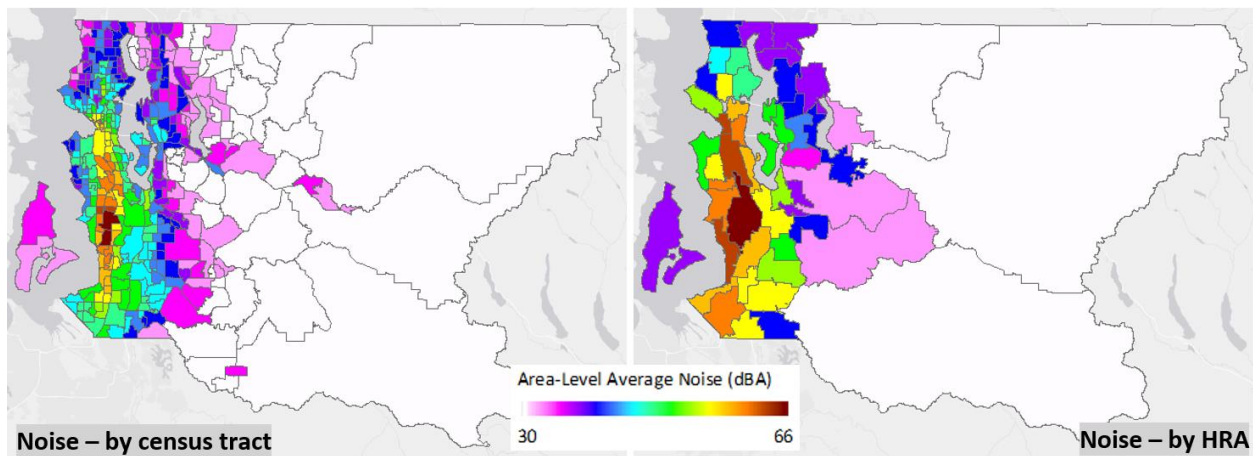 Area-Level Average Noise (dBA)
30 66
Noise – by census tract
Noise – by HRA